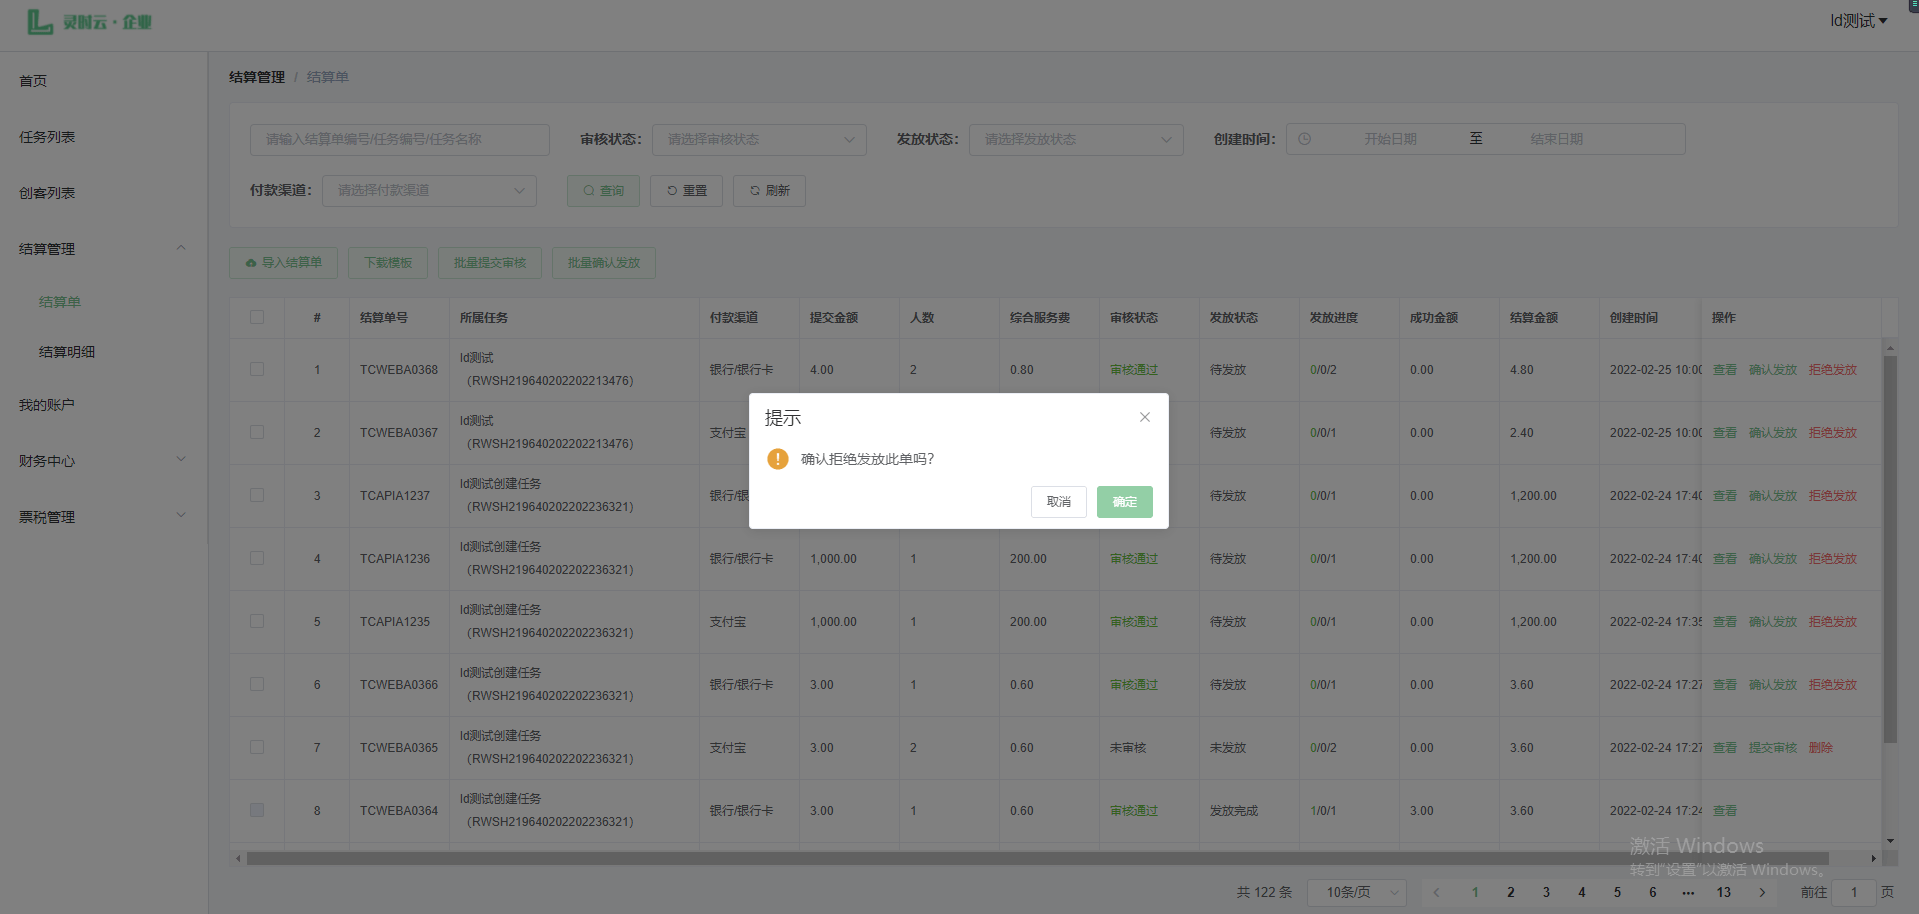 灵时云·企业
ld测试
首页
任务列表
创客列表
结算管理
结算单
结算明细
我的账户
财务中心
票税管理
结算管理 / 结算单
请输入结算单编号/任务编号/任务名称 审核状态： 请选择审核状态 发放状态： 请选择发放状态 创建时间： 开始日期 至 结束日期
付款渠道： 请选择付款渠道 查询 重置 刷新
导入结算单 下载模板 批量提交审核 批量确认发放
# 结算单号 所属任务 付款渠道 提交金额 人数 综合服务费 审核状态 发放状态 发放进度 成功金额 结算金额 创建时间 操作
ld测试
1 TCWEBA0368 银行/银行卡 4.00 2 0.80 审核通过 待发放 0/0/2 0.00 4.80 2022-02-25 10:00 查看 确认发放 拒绝发放
（RWSH219640202202213476）
ld测试
2 TCWEBA0367 支付宝 待发放 0/0/1 0.00 2.40 2022-02-25 10:00 查看 确认发放 拒绝发放
（RWSH219640202202213476）
ld测试创建任务
3 TCAPIA1237 银行/银 待发放 0/0/1 0.00 1,200.00 2022-02-24 17:40 查看 确认发放 拒绝发放
（RWSH219640202202236321）
提示
确认拒绝发放此单吗?
取消 确定
ld测试创建任务
4 TCAPIA1236 银行/银行卡 1,000.00 1 200.00 审核通过 待发放 0/0/1 0.00 1,200.00 2022-02-24 17:40 查看 确认发放 拒绝发放
（RWSH219640202202236321）
ld测试创建任务
5 TCAPIA1235 支付宝 1,000.00 1 200.00 审核通过 待发放 0/0/1 0.00 1,200.00 2022-02-24 17:35 查看 确认发放 拒绝发放
（RWSH219640202202236321）
ld测试创建任务
6 TCWEBA0366 银行/银行卡 3.00 1 0.60 审核通过 待发放 0/0/1 0.00 3.60 2022-02-24 17:27 查看 确认发放 拒绝发放
（RWSH219640202202236321）
ld测试创建任务
7 TCWEBA0365 支付宝 3.00 2 0.60 未审核 未发放 0/0/2 0.00 3.60 2022-02-24 17:27 查看 提交审核 删除
（RWSH219640202202236321）
ld测试创建任务
8 TCWEBA0364 银行/银行卡 3.00 1 0.60 审核通过 发放完成 1/0/1 3.00 3.60 2022-02-24 17:24 查看
（RWSH219640202202236321）
激活 Windows
转到“设置”以激活 Windows。
共 122 条 10条/页 1 2 3 4 5 6 ••• 13 前往 1 页